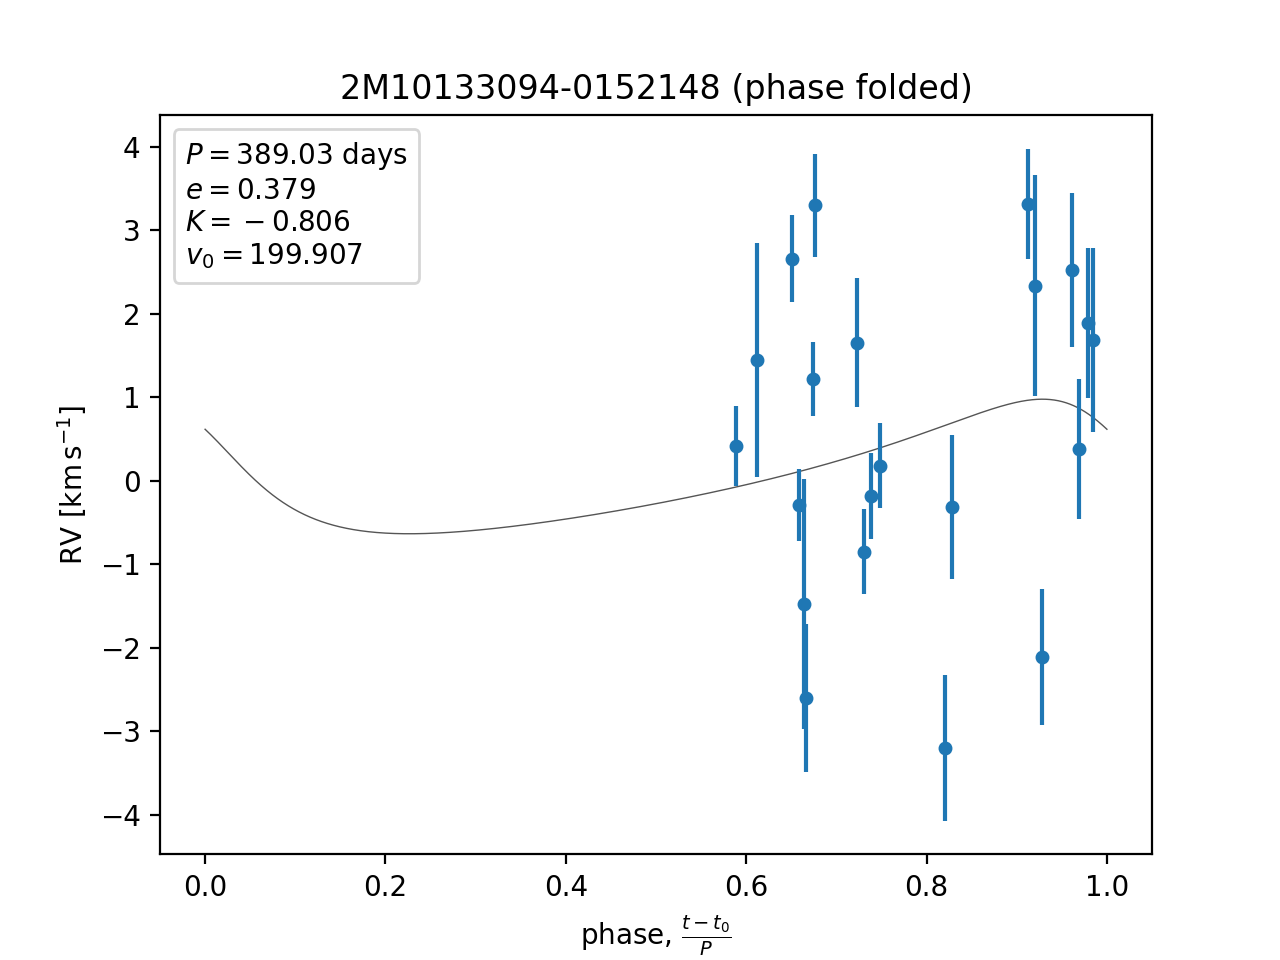 2M10133094-0152148 (phase folded)
P = 389.03 days
e = 0.379
K = −0.806
v₀ = 199.907
4
3
2
1
0
−1
−2
−3
−4
RV [km s⁻¹]
0.0 0.2 0.4 0.6 0.8 1.0
phase, (t − t₀)/P